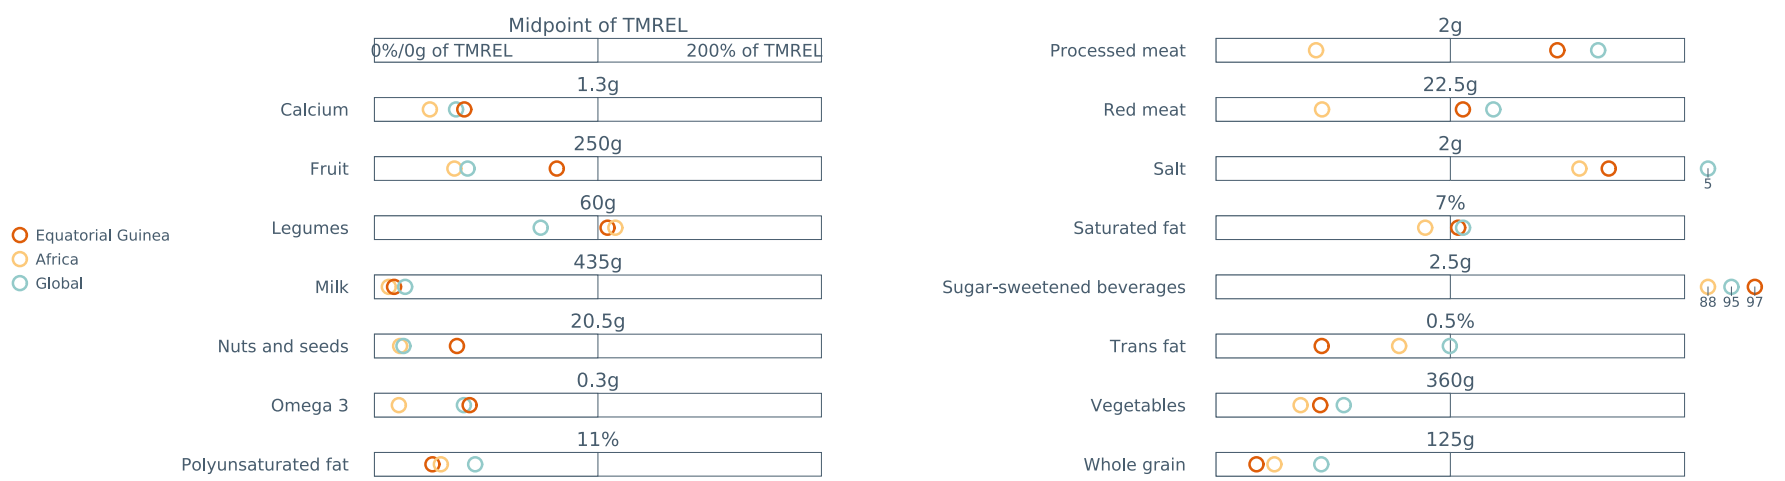 Midpoint of TMREL
0%/0g of TMREL
200% of TMREL
1.3g
Calcium
250g
Fruit
60g
Legumes
435g
Milk
20.5g
Nuts and seeds
0.3g
Omega 3
11%
Polyunsaturated fat
Equatorial Guinea
Africa
Global
2g
Processed meat
22.5g
Red meat
2g
Salt
5
7%
Saturated fat
2.5g
Sugar-sweetened beverages
88 95 97
0.5%
Trans fat
360g
Vegetables
125g
Whole grain